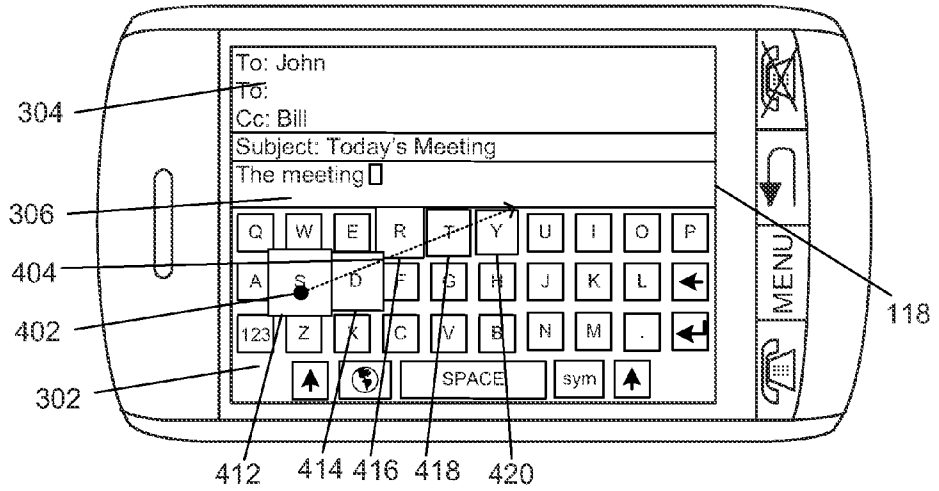 To: John
To:
Cc: Bill
Subject: Today's Meeting
The meeting
Q W E R T Y U I O P
A S D F G H J K L
123 Z X C V B N M .
SPACE sym
MENU
304
306
404
402
302
412 414 416 418 420
118